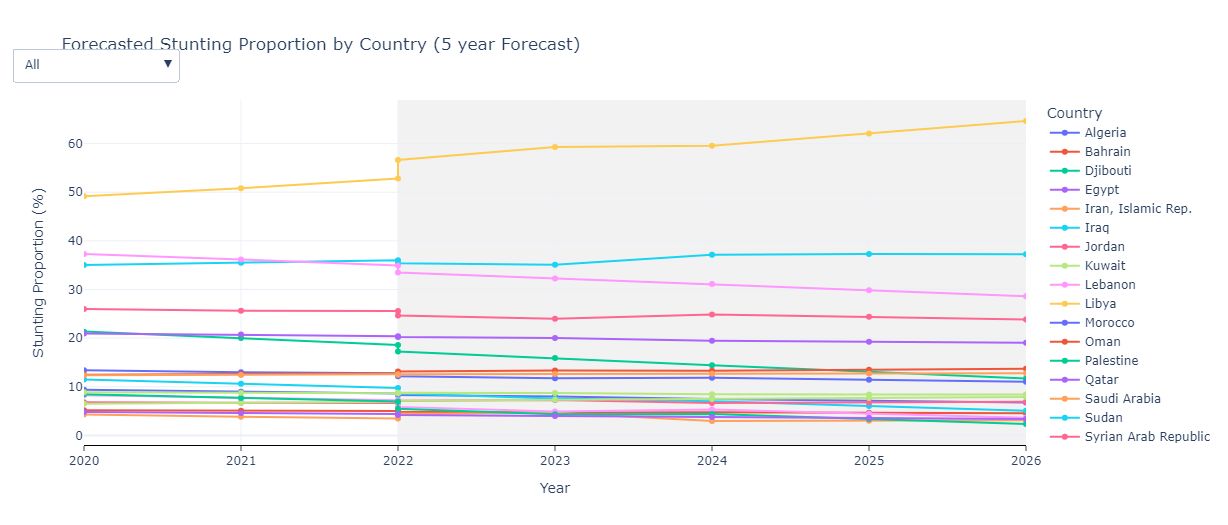 Forecasted Stunting Proportion by Country (5 year Forecast)
All
Country
Algeria
Bahrain
Djibouti
Egypt
Iran, Islamic Rep.
Iraq
Jordan
Kuwait
Lebanon
Libya
Morocco
Oman
Palestine
Qatar
Saudi Arabia
Sudan
Syrian Arab Republic
Stunting Proportion (%)
60
50
40
30
20
10
0
2020 2021 2022 2023 2024 2025 2026
Year